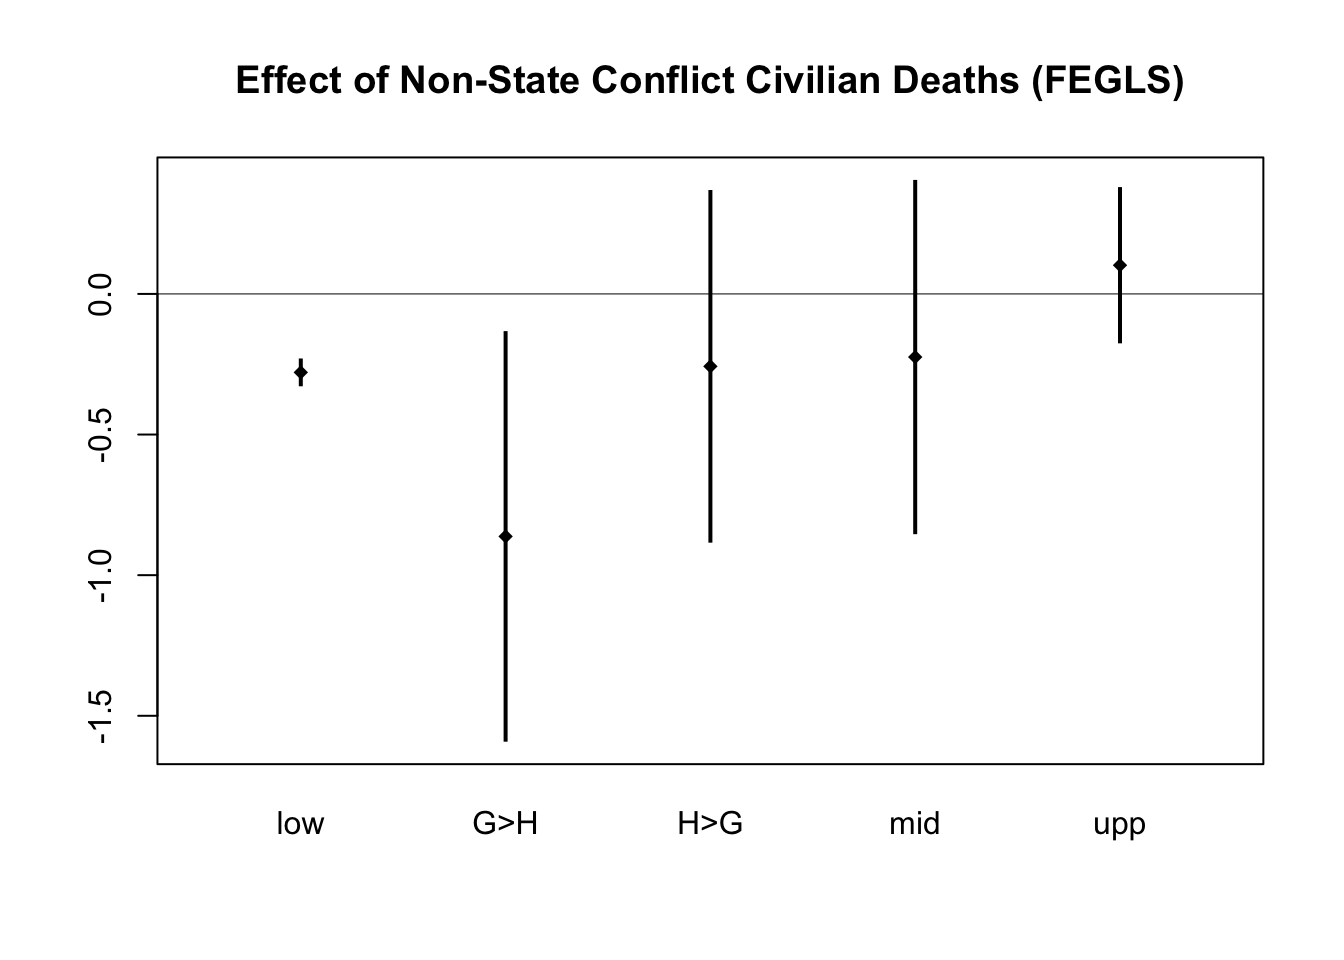 Effect of Non-State Conflict Civilian Deaths (FEGLS)
0.0
-0.5
-1.0
-1.5
low G>H H>G mid upp